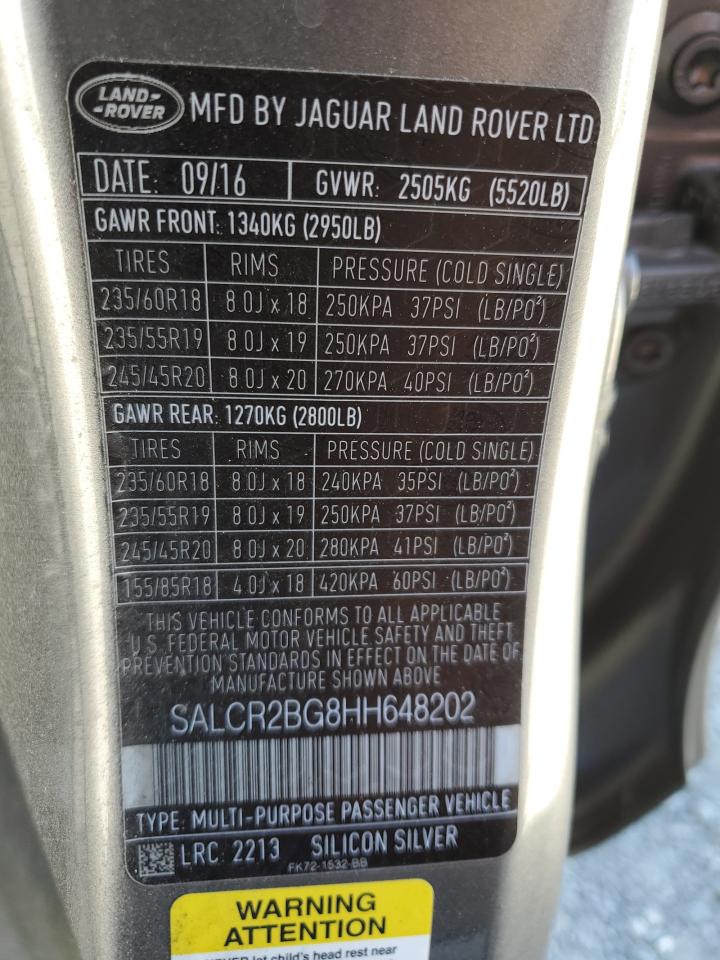 LAND-
-ROVER
MFD BY JAGUAR LAND ROVER LTD
DATE: 09/16 GVWR: 2505KG (5520LB)
GAWR FRONT: 1340KG (2950LB)
TIRES RIMS PRESSURE (COLD SINGLE)
235/60R18 8.0J x 18 250KPA 37PSI (LB/PO²)
235/55R19 8.0J x 19 250KPA 37PSI (LB/PO²)
245/45R20 8.0J x 20 270KPA 40PSI (LB/PO²)
GAWR REAR: 1270KG (2800LB)
TIRES RIMS PRESSURE (COLD SINGLE)
235/60R18 8.0J x 18 240KPA 35PSI (LB/PO²)
235/55R19 8.0J x 19 250KPA 37PSI (LB/PO²)
245/45R20 8.0J x 20 280KPA 41PSI (LB/PO²)
155/85R18 4.0J x 18 420KPA 60PSI (LB/PO²)
THIS VEHICLE CONFORMS TO ALL APPLICABLE
U.S. FEDERAL MOTOR VEHICLE SAFETY AND THEFT
PREVENTION STANDARDS IN EFFECT ON THE DATE OF
MANUFACTURE SHOWN ABOVE
SALCR2BG8HH648202
TYPE: MULTI-PURPOSE PASSENGER VEHICLE
LRC: 2213 SILICON SILVER
FK72-1532-BB
WARNING
ATTENTION
NEVER let child's head rest near